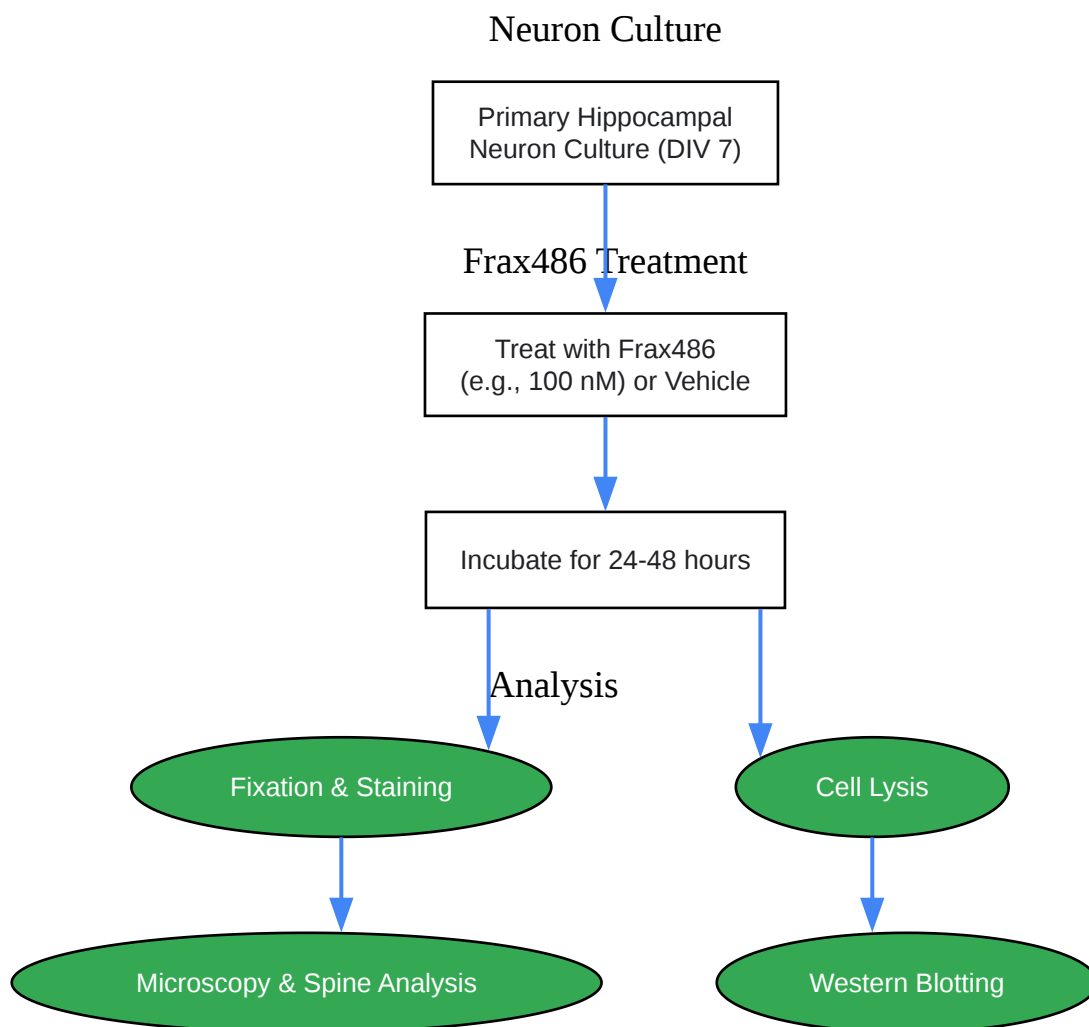 Neuron Culture
Primary Hippocampal
Neuron Culture (DIV 7)
Frax486 Treatment
Treat with Frax486
(e.g., 100 nM) or Vehicle
Incubate for 24-48 hours
Analysis
Fixation & Staining
Cell Lysis
Microscopy & Spine Analysis
Western Blotting